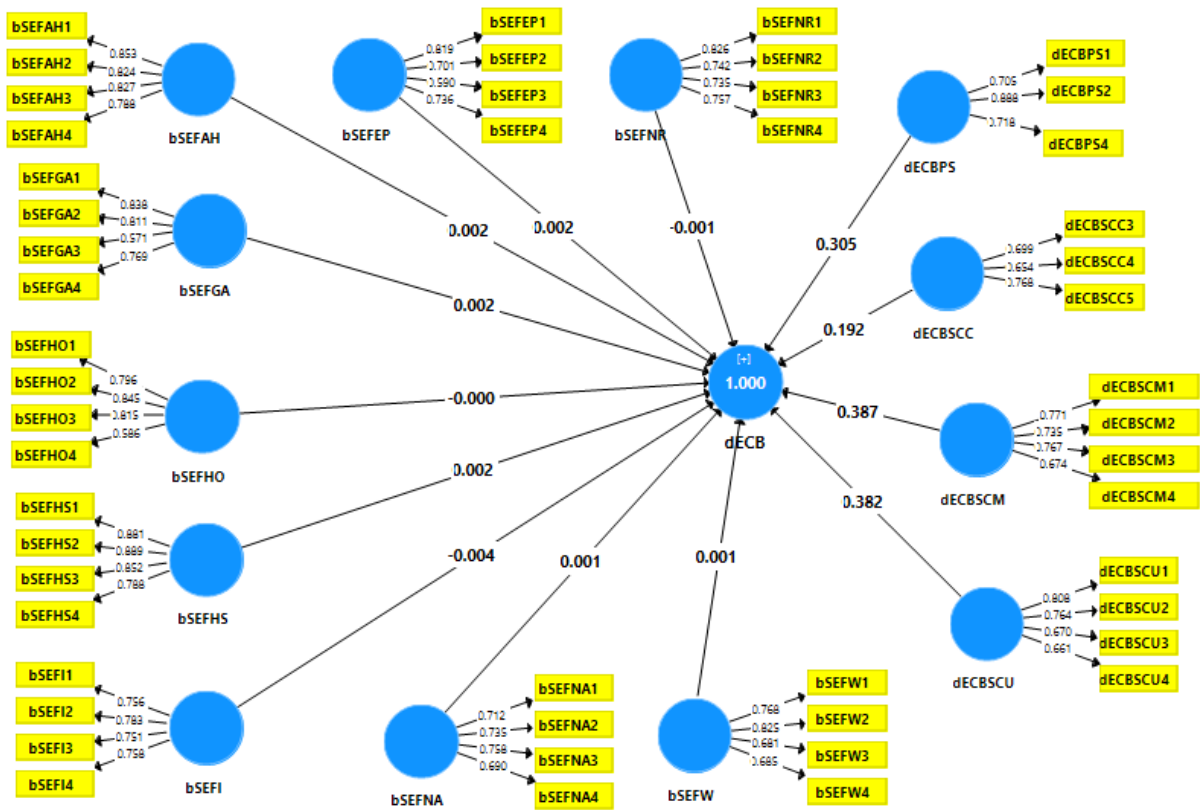 bSEFAH1
bSEFAH2
bSEFAH3
bSEFAH4
0.853
0.824
0.827
0.788
bSEFAH
bSEFEP1
bSEFEP2
bSEFEP3
bSEFEP4
0.819
0.701
0.590
0.736
bSEFEP
bSEFNR1
bSEFNR2
bSEFNR3
bSEFNR4
0.826
0.742
0.735
0.757
bSEFNR
dECBPS1
dECBPS2
dECBPS4
0.705
0.888
0.718
dECBPS
bSEFGA1
bSEFGA2
bSEFGA3
bSEFGA4
0.838
0.811
0.571
0.769
bSEFGA
0.002
0.002
-0.001
0.305
dECBSCC3
dECBSCC4
dECBSCC5
0.699
0.654
0.768
dECBSCC
0.002
0.192
bSEFHO1
bSEFHO2
bSEFHO3
bSEFHO4
0.796
0.845
0.815
0.586
bSEFHO
-0.000
[+]
1.000
dECB
0.387
dECBSCM1
dECBSCM2
dECBSCM3
dECBSCM4
0.771
0.735
0.767
0.674
dECBSCM
bSEFHS1
bSEFHS2
bSEFHS3
bSEFHS4
0.881
0.889
0.852
0.788
bSEFHS
0.002
0.382
-0.004
0.001
0.001
dECBSCU1
dECBSCU2
dECBSCU3
dECBSCU4
0.808
0.764
0.670
0.661
dECBSCU
bSEFI1
bSEFI2
bSEFI3
bSEFI4
0.756
0.783
0.751
0.758
bSEFI
bSEFNA1
bSEFNA2
bSEFNA3
bSEFNA4
0.712
0.735
0.758
0.690
bSEFNA
bSEFW1
bSEFW2
bSEFW3
bSEFW4
0.768
0.825
0.681
0.685
bSEFW